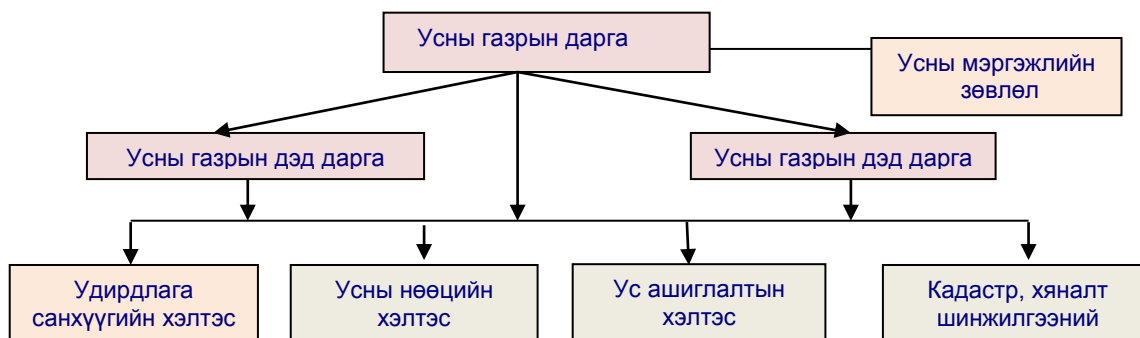 Усны газрын дарга
Усны мэргэжлийн
зөвлөл
Усны газрын дэд дарга
Усны газрын дэд дарга
Удирдлага
санхүүгийн хэлтэс
Усны нөөцийн
хэлтэс
Ус ашиглалтын
хэлтэс
Кадастр, хяналт
шинжилгээний